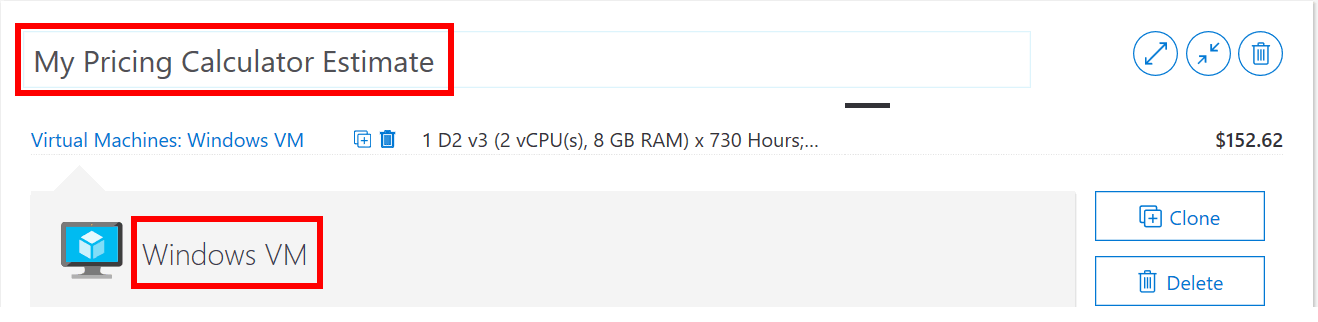 My Pricing Calculator Estimate
Virtual Machines: Windows VM 1 D2 v3 (2 vCPU(s), 8 GB RAM) x 730 Hours;... $152.62
Windows VM
Clone
Delete